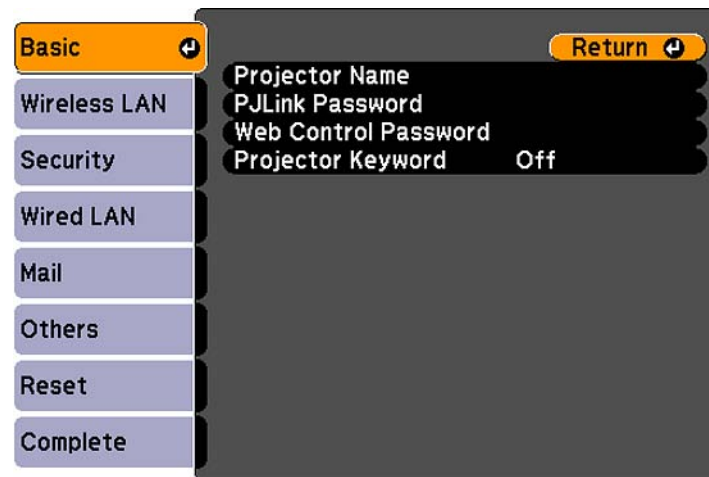 Basic
Wireless LAN
Security
Wired LAN
Mail
Others
Reset
Complete
Return
Projector Name
PJLink Password
Web Control Password
Projector Keyword Off